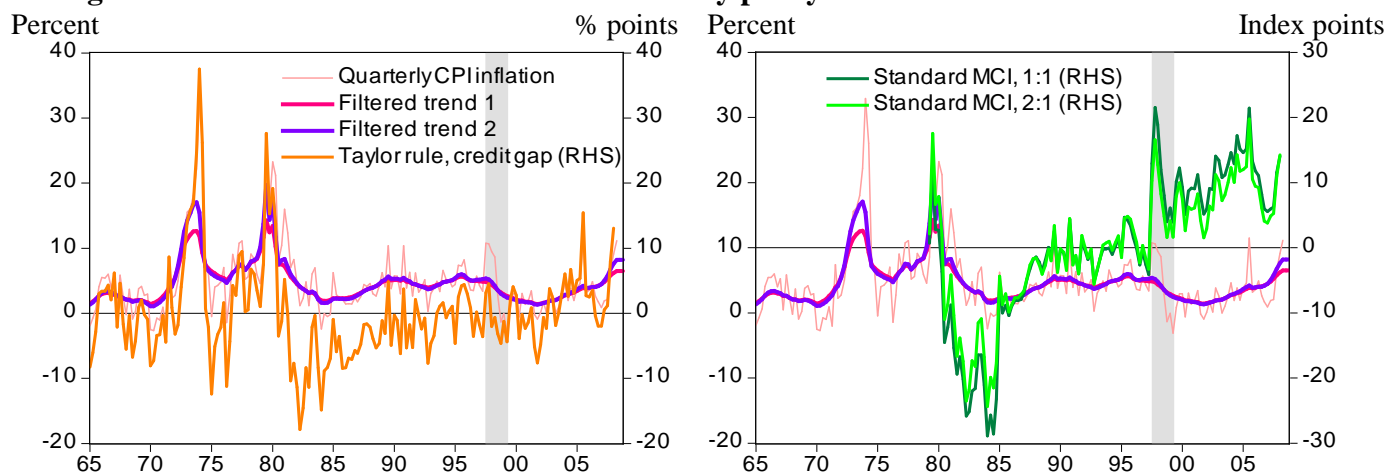 Percent % points Percent Index points
40 40 40 30
Quarterly CPI inflation
Filtered trend 1
Filtered trend 2
Taylor rule, credit gap (RHS)
Standard MCI, 1:1 (RHS)
Standard MCI, 2:1 (RHS)
30 30 30 20
20 20 20 10
10 10 10 0
0 0 0 -10
-10 -10 -10 -20
-20 -20 -20 -30
65 70 75 80 85 90 95 00 05 65 70 75 80 85 90 95 00 05